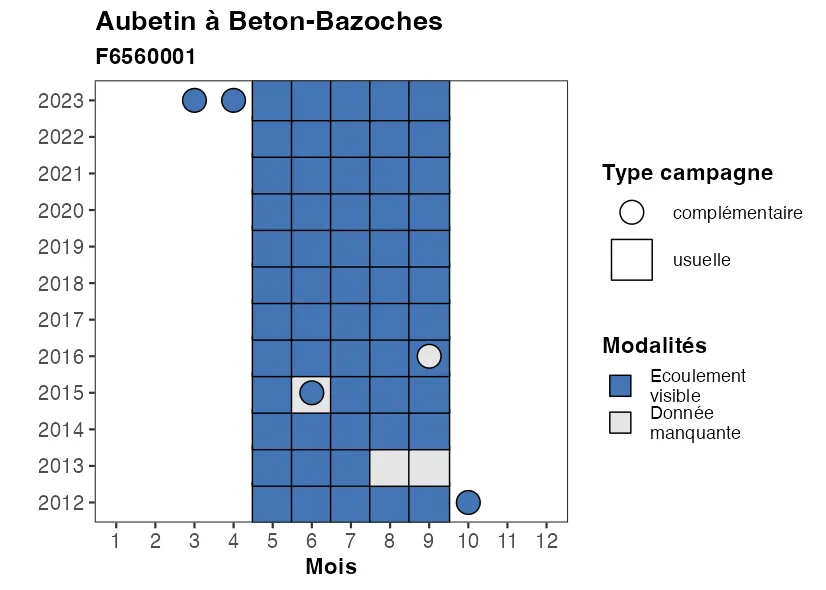 Aubetin à Beton-Bazoches
F6560001
2023
2022
2021
2020
2019
2018
2017
2016
2015
2014
2013
2012
1 2 3 4 5 6 7 8 9 10 11 12
Mois
Type campagne
complémentaire
usuelle
Modalités
Ecoulement
visible
Donnée
manquante